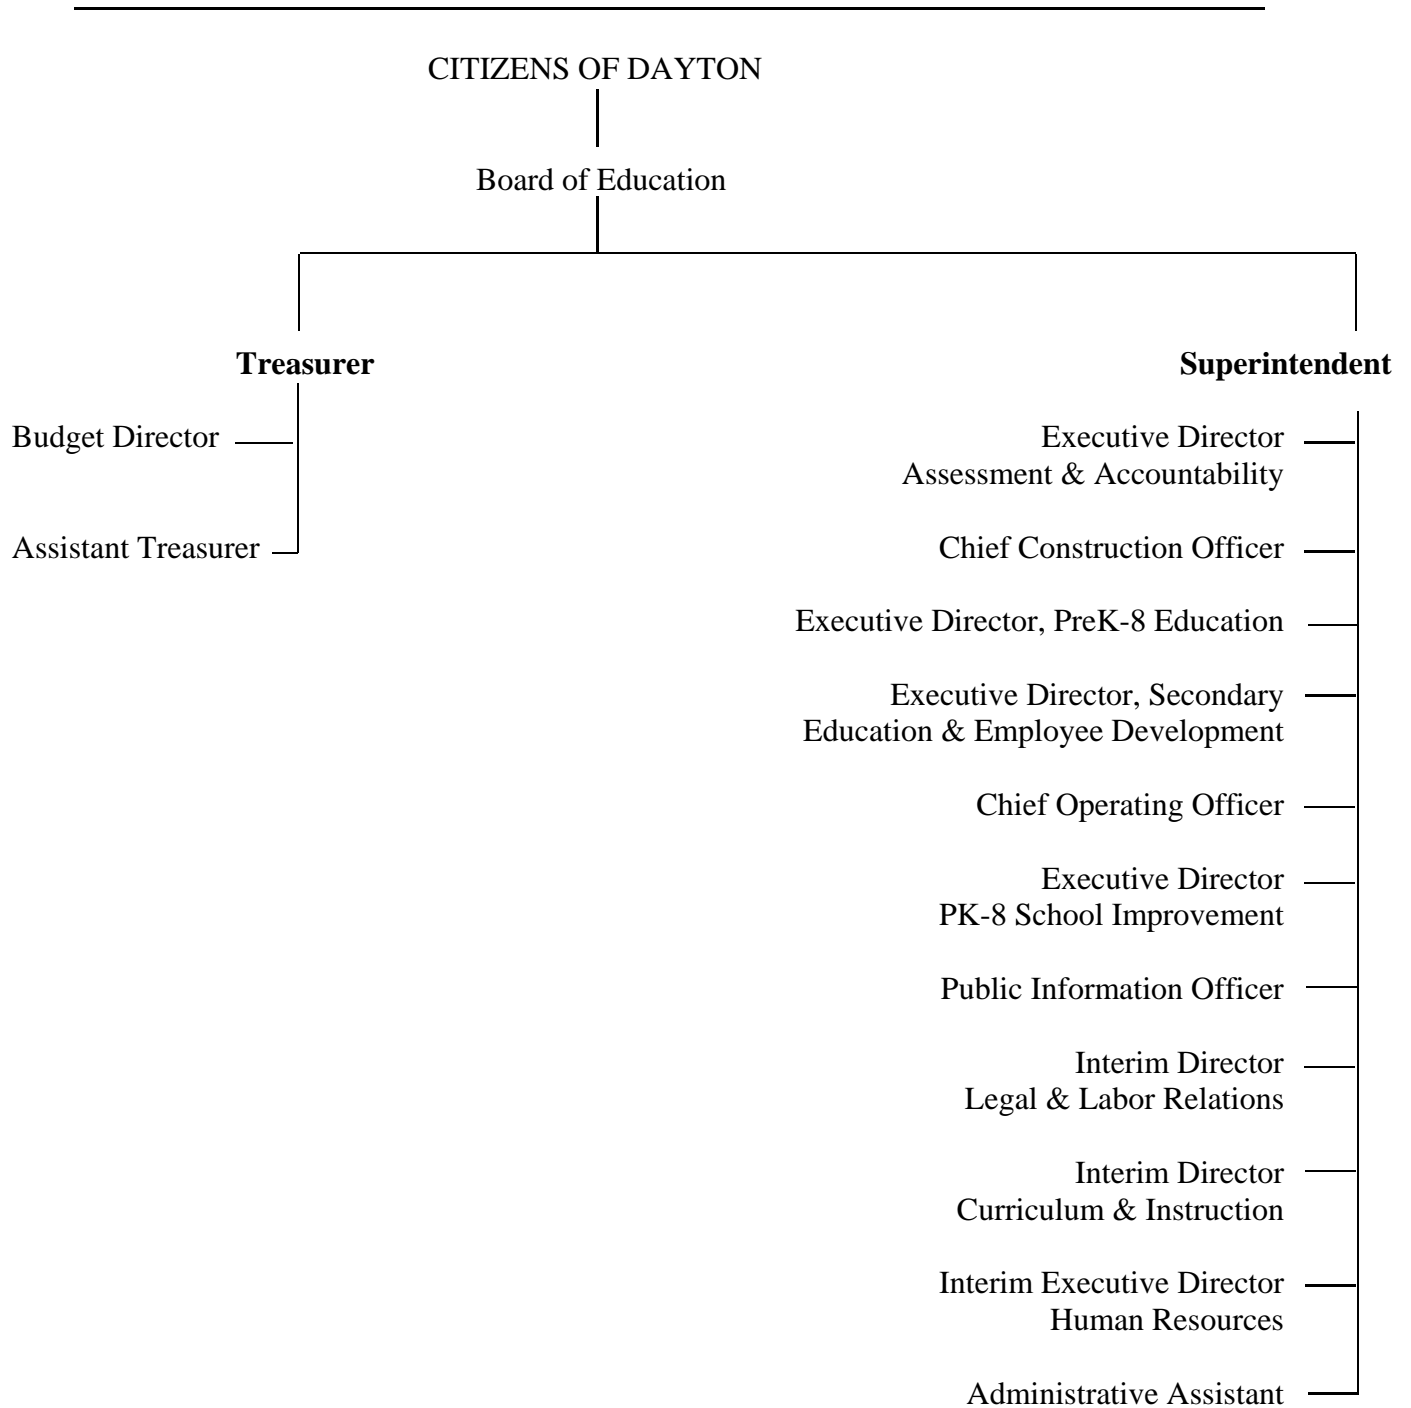 CITIZENS OF DAYTON
Board of Education
Treasurer
Superintendent
Budget Director
Assistant Treasurer
Executive Director
Assessment & Accountability
Chief Construction Officer
Executive Director, PreK-8 Education
Executive Director, Secondary
Education & Employee Development
Chief Operating Officer
Executive Director
PK-8 School Improvement
Public Information Officer
Interim Director
Legal & Labor Relations
Interim Director
Curriculum & Instruction
Interim Executive Director
Human Resources
Administrative Assistant